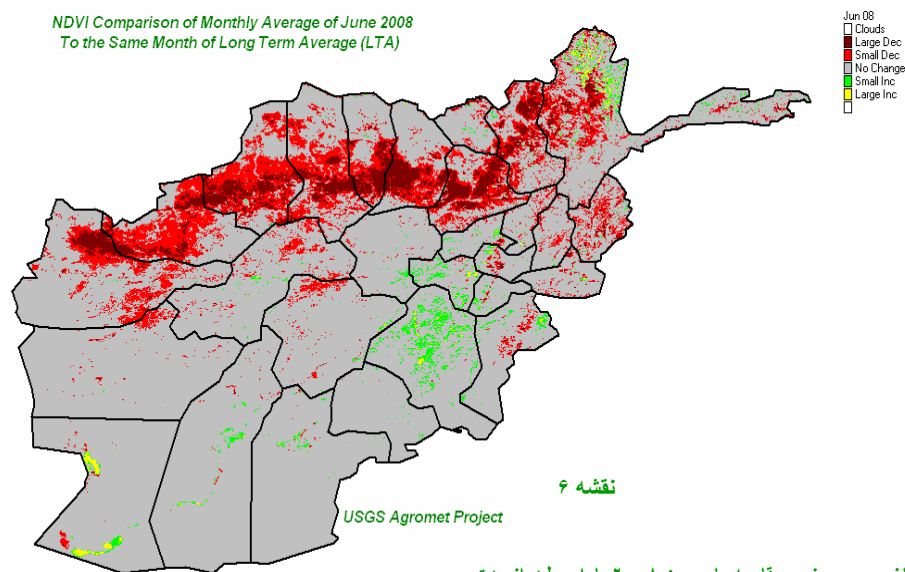 NDVI Comparison of Monthly Average of June 2008
To the Same Month of Long Term Average (LTA)
Jun 08
Clouds
Large Dec
Small Dec
No Change
Small Inc
Large Inc
نقشه ۶
USGS Agromet Project